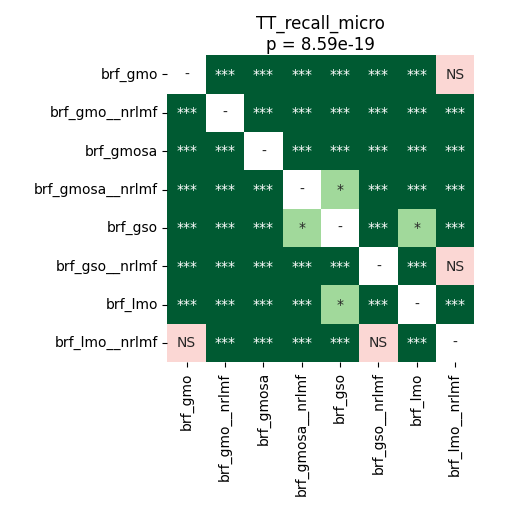 TT_recall_micro
p = 8.59e-19
brf_gmo - *** *** *** *** *** *** NS
brf_gmo__nrlmf *** - *** *** *** *** *** ***
brf_gmosa *** *** - *** *** *** *** ***
brf_gmosa__nrlmf *** *** *** - * *** *** ***
brf_gso *** *** *** * - *** * ***
brf_gso__nrlmf *** *** *** *** *** - *** NS
brf_lmo *** *** *** *** * *** - ***
brf_lmo__nrlmf NS *** *** *** *** NS *** -
brf_gmo
brf_gmo__nrlmf
brf_gmosa
brf_gmosa__nrlmf
brf_gso
brf_gso__nrlmf
brf_lmo
brf_lmo__nrlmf